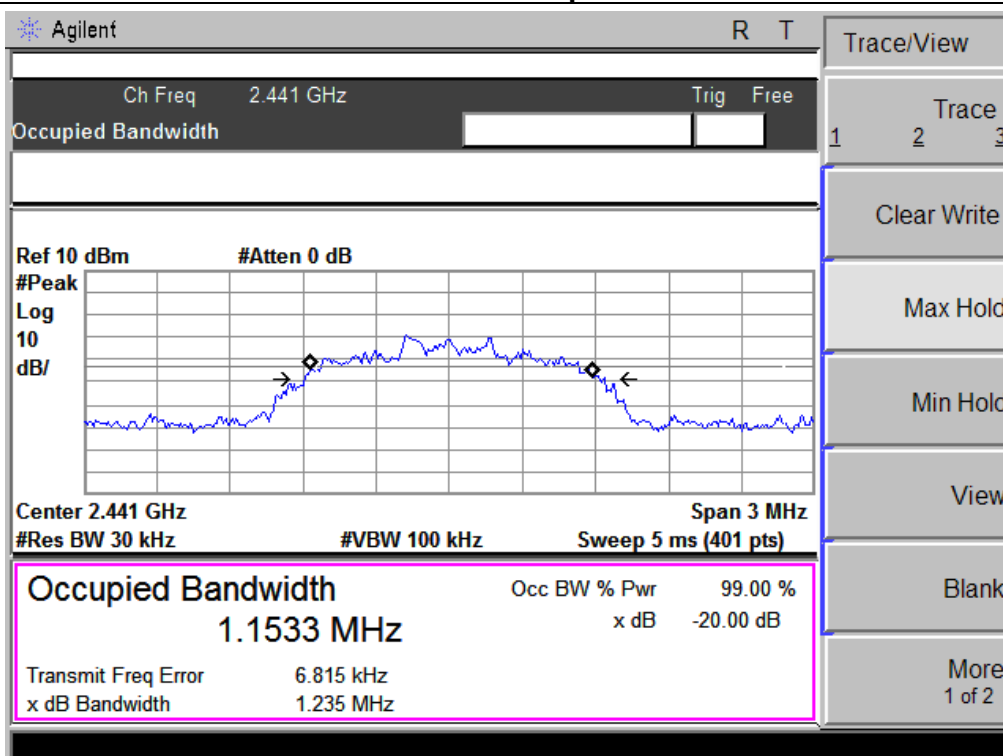 Agilent R T
Ch Freq 2.441 GHz Trig Free
Occupied Bandwidth
Ref 10 dBm #Atten 0 dB
#Peak
Log
10
dB/
Center 2.441 GHz Span 3 MHz
#Res BW 30 kHz #VBW 100 kHz Sweep 5 ms (401 pts)
Occupied Bandwidth Occ BW % Pwr 99.00 %
1.1533 MHz x dB -20.00 dB
Transmit Freq Error 6.815 kHz
x dB Bandwidth 1.235 MHz
Trace/View
Trace
1 2 3
Clear Write
Max Hold
Min Hold
View
Blank
More
1 of 2